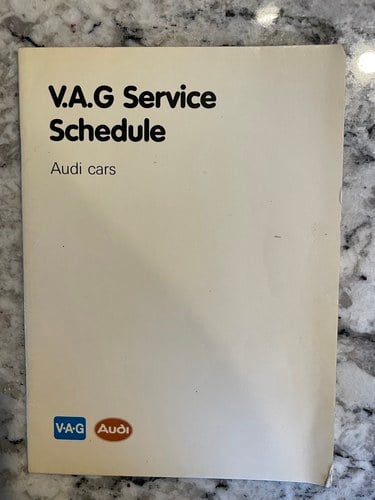 V.A.G Service
Schedule
Audi cars
V·A·G Audi